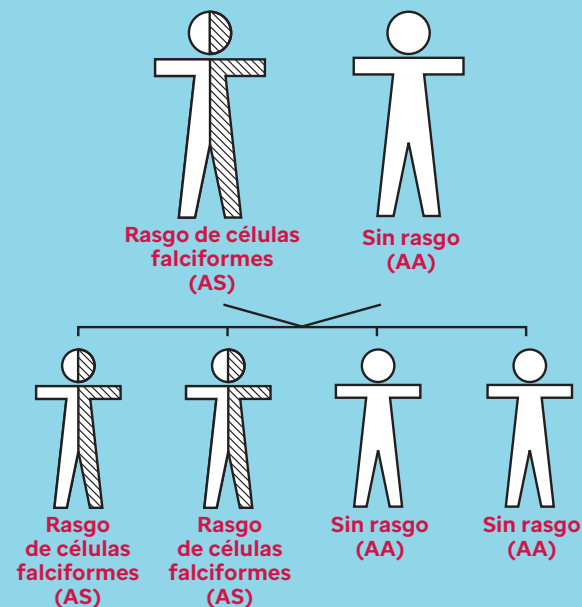 Rasgo de células
falciformes
(AS)
Sin rasgo
(AA)
Rasgo
de células
falciformes
(AS)
Rasgo
de células
falciformes
(AS)
Sin rasgo
(AA)
Sin rasgo
(AA)